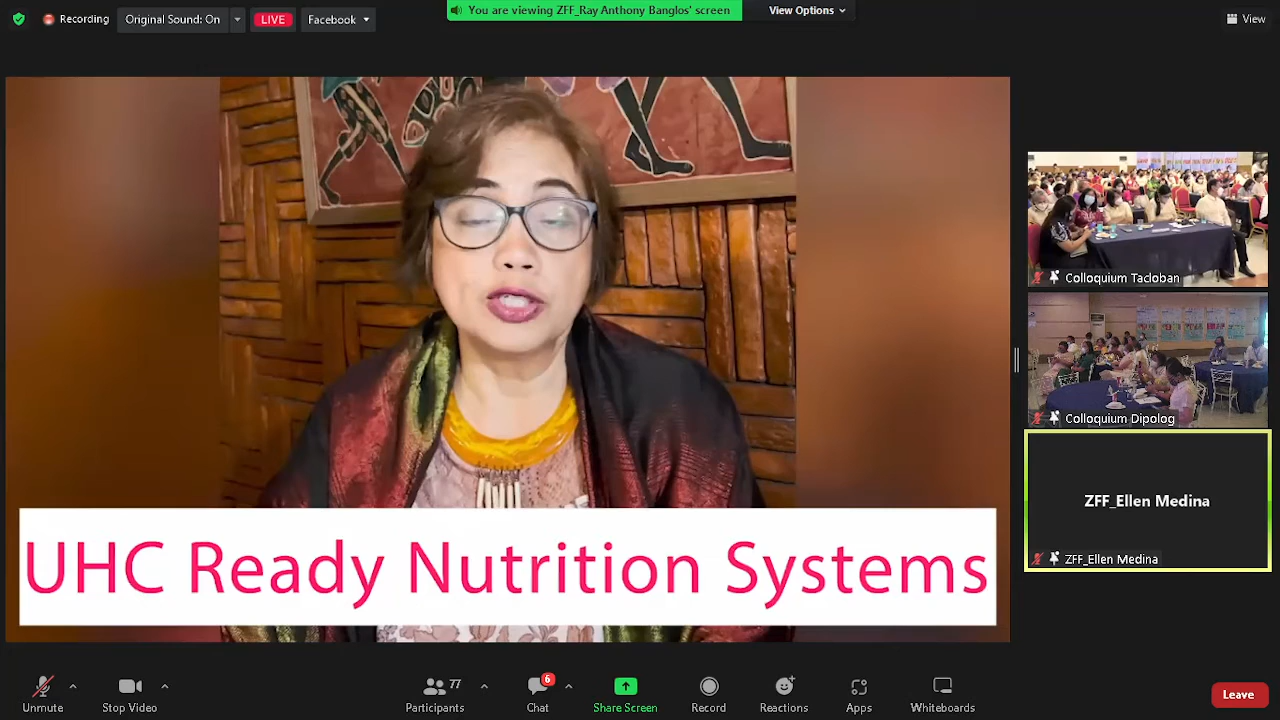 Recording
Original Sound: On
LIVE
Facebook
You are viewing ZFF_Ray Anthony Banglos' screen
View Options
View
Colloquium Tacloban
Colloquium Dipolog
ZFF_Ellen Medina
ZFF_Ellen Medina
UHC Ready Nutrition Systems
Unmute
Stop Video
77
Participants
6
Chat
Share Screen
Record
Reactions
Apps
Whiteboards
Leave